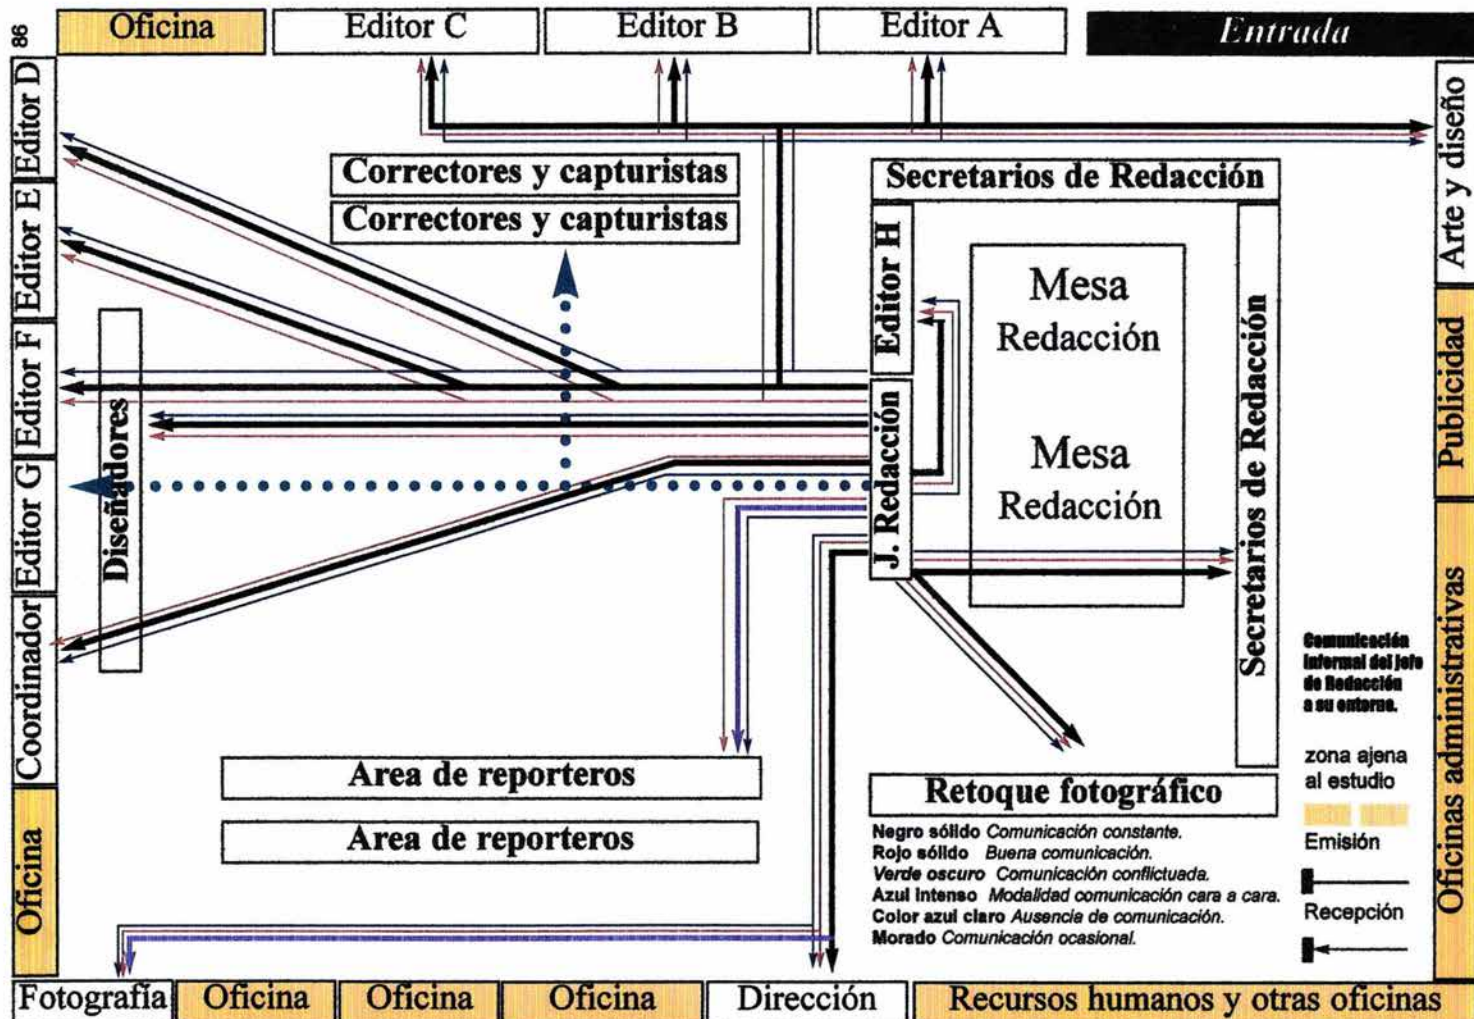 86
Oficina
Editor C
Editor B
Editor A
Entrada
Editor D
Editor E
Editor F
Editor G
Coordinador
Oficina
Diseñadores
Correctores y capturistas
Correctores y capturistas
Secretarios de Redacción
Editor H
J. Redacción
Mesa
Redacción
Mesa
Redacción
Secretarios de Redacción
Arte y diseño
Publicidad
Oficinas administrativas
Area de reporteros
Area de reporteros
Retoque fotográfico
Negro sólido Comunicación constante.
Rojo sólido Buena comunicación.
Verde oscuro Comunicación conflictuada.
Azul intenso Modalidad comunicación cara a cara.
Color azul claro Ausencia de comunicación.
Morado Comunicación ocasional.
Comunicación
informal del jefe
de Redacción
a su entorno.
zona ajena
al estudio
Emisión
Recepción
Fotografía
Oficina
Oficina
Oficina
Dirección
Recursos humanos y otras oficinas